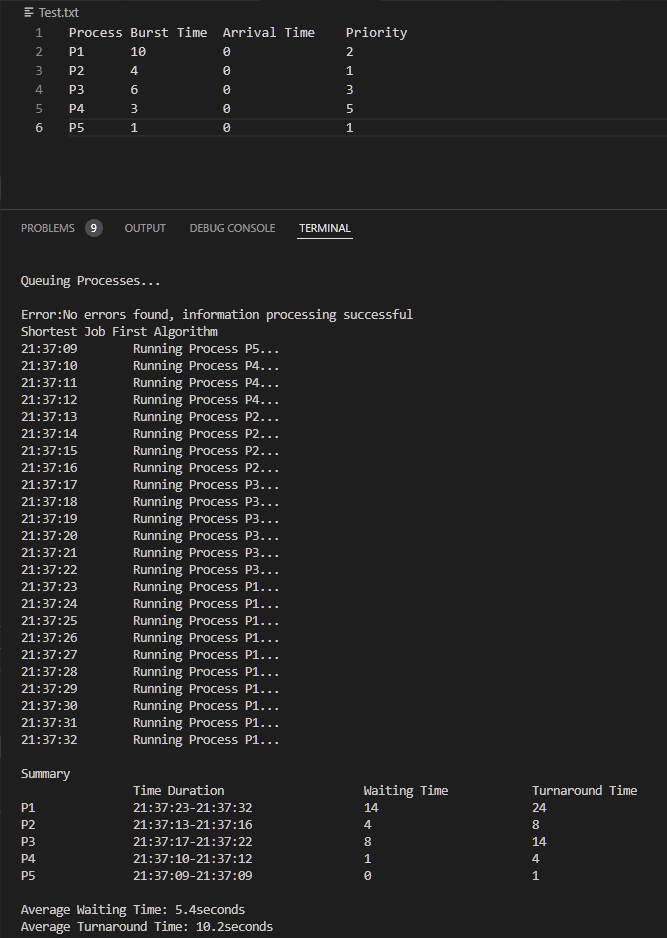 Test.txt
1 Process Burst Time Arrival Time Priority
2 P1 10 0 2
3 P2 4 0 1
4 P3 6 0 3
5 P4 3 0 5
6 P5 1 0 1
PROBLEMS 9 OUTPUT DEBUG CONSOLE TERMINAL
Queuing Processes...
Error:No errors found, information processing successful
Shortest Job First Algorithm
21:37:09 Running Process P5...
21:37:10 Running Process P4...
21:37:11 Running Process P4...
21:37:12 Running Process P4...
21:37:13 Running Process P2...
21:37:14 Running Process P2...
21:37:15 Running Process P2...
21:37:16 Running Process P2...
21:37:17 Running Process P3...
21:37:18 Running Process P3...
21:37:19 Running Process P3...
21:37:20 Running Process P3...
21:37:21 Running Process P3...
21:37:22 Running Process P3...
21:37:23 Running Process P1...
21:37:24 Running Process P1...
21:37:25 Running Process P1...
21:37:26 Running Process P1...
21:37:27 Running Process P1...
21:37:28 Running Process P1...
21:37:29 Running Process P1...
21:37:30 Running Process P1...
21:37:31 Running Process P1...
21:37:32 Running Process P1...
Summary
Time Duration Waiting Time Turnaround Time
P1 21:37:23-21:37:32 14 24
P2 21:37:13-21:37:16 4 8
P3 21:37:17-21:37:22 8 14
P4 21:37:10-21:37:12 1 4
P5 21:37:09-21:37:09 0 1
Average Waiting Time: 5.4seconds
Average Turnaround Time: 10.2seconds